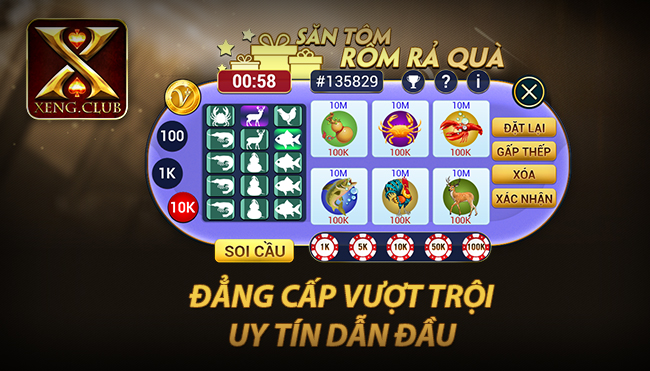 XENG.CLUB
SĂN TÔM
RÔM RẢ QUÀ
00:58
#135829
?
i
V
100
1K
10K
10M
100K
10M
100K
10M
100K
10M
100K
10M
100K
10M
100K
ĐẶT LẠI
GẤP THẾP
XÓA
XÁC NHẬN
SOI CẦU
1K
5K
10K
50K
100K
ĐẲNG CẤP VƯỢT TRỘI
UY TÍN DẪN ĐẦU